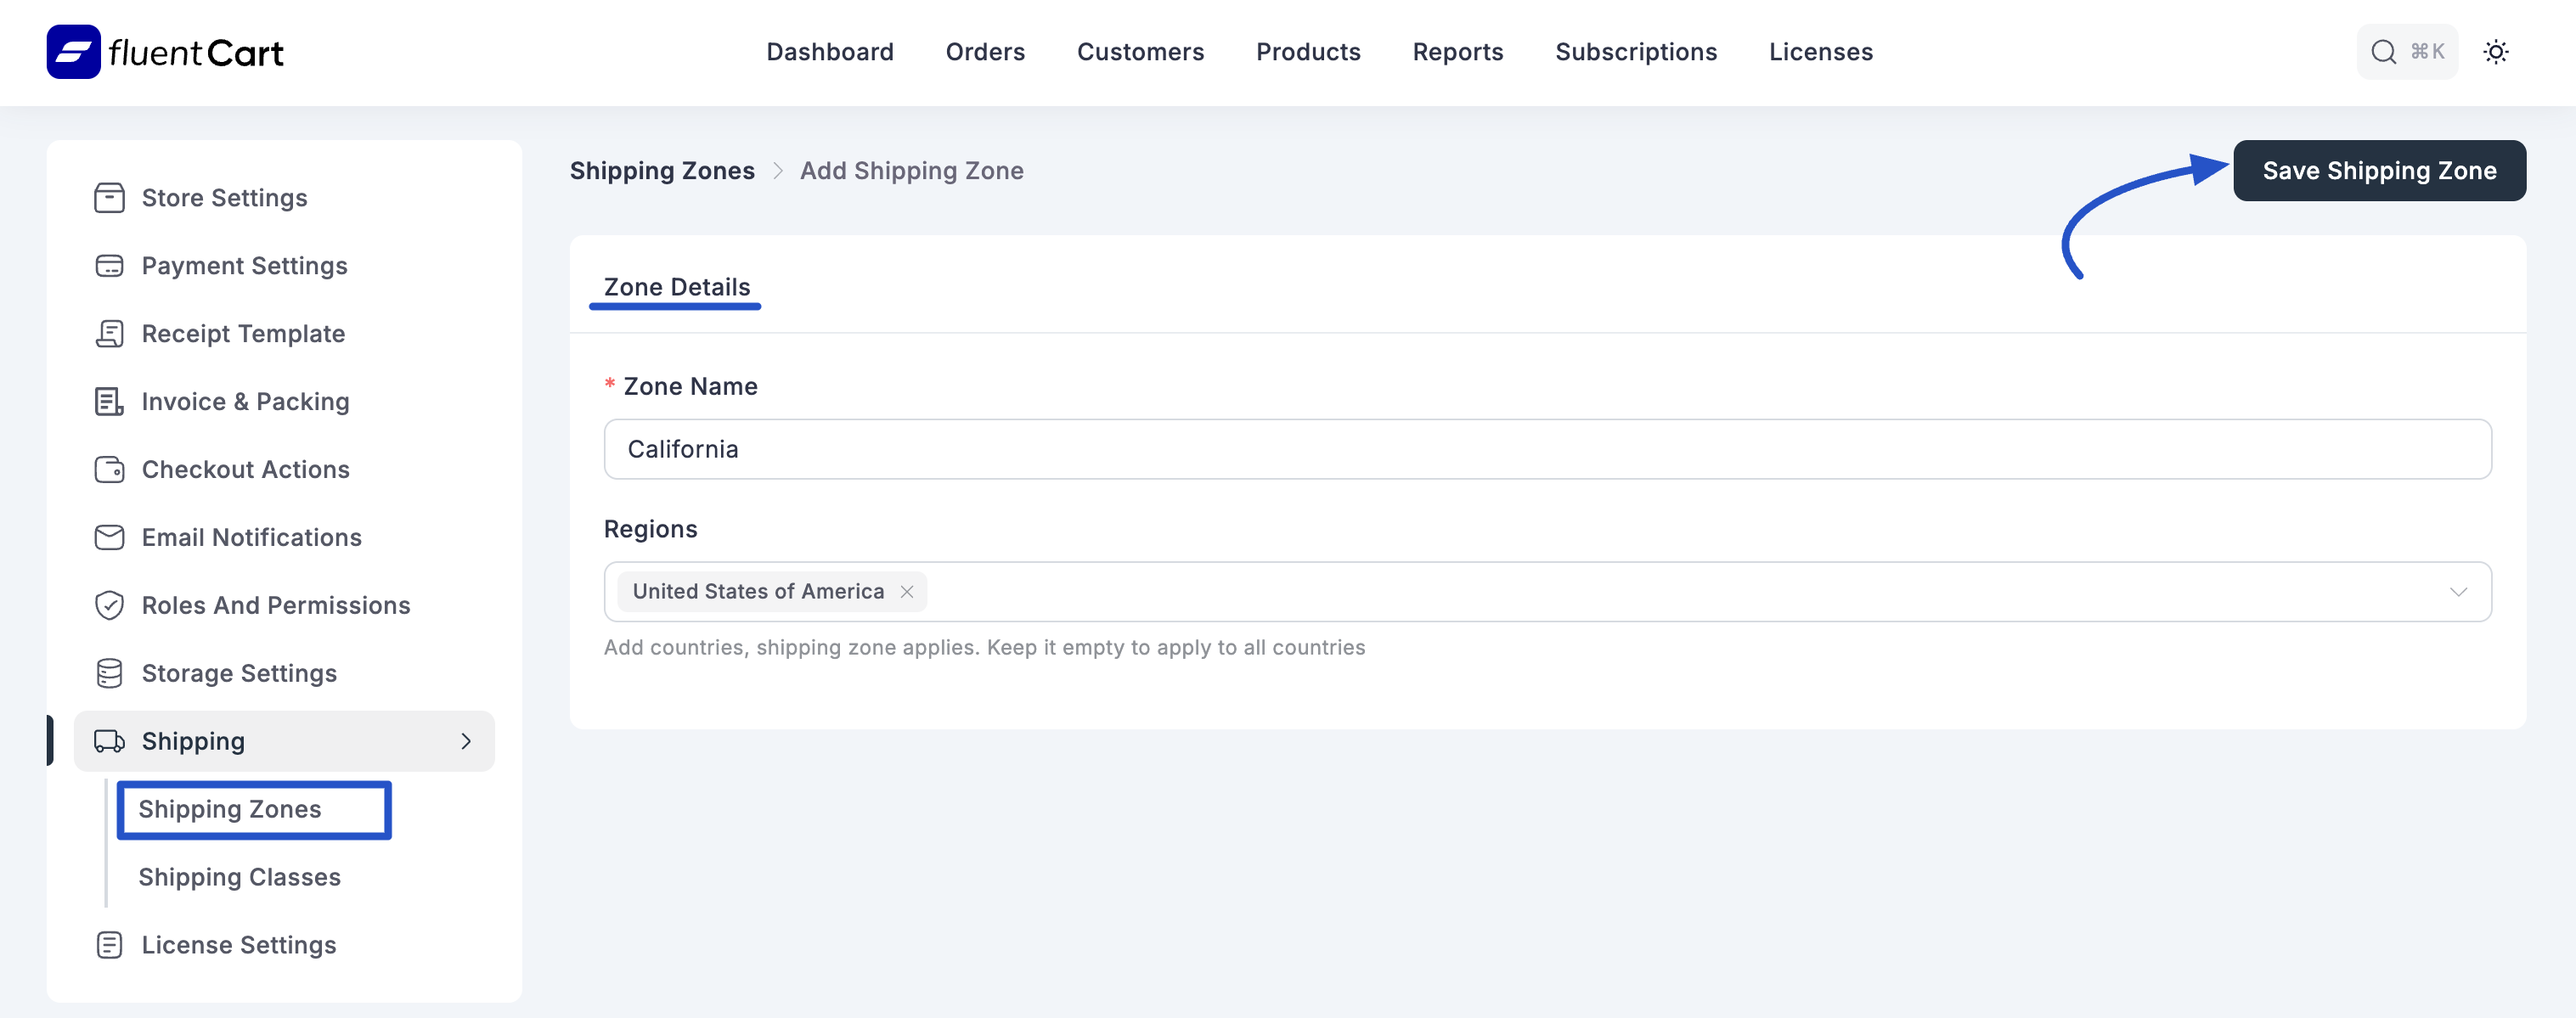 fluentCart
Dashboard Orders Customers Products Reports Subscriptions Licenses
⌘K
Store Settings
Payment Settings
Receipt Template
Invoice & Packing
Checkout Actions
Email Notifications
Roles And Permissions
Storage Settings
Shipping
Shipping Zones
Shipping Classes
License Settings
Shipping Zones > Add Shipping Zone
Save Shipping Zone
Zone Details
* Zone Name
California
Regions
United States of America ×
Add countries, shipping zone applies. Keep it empty to apply to all countries